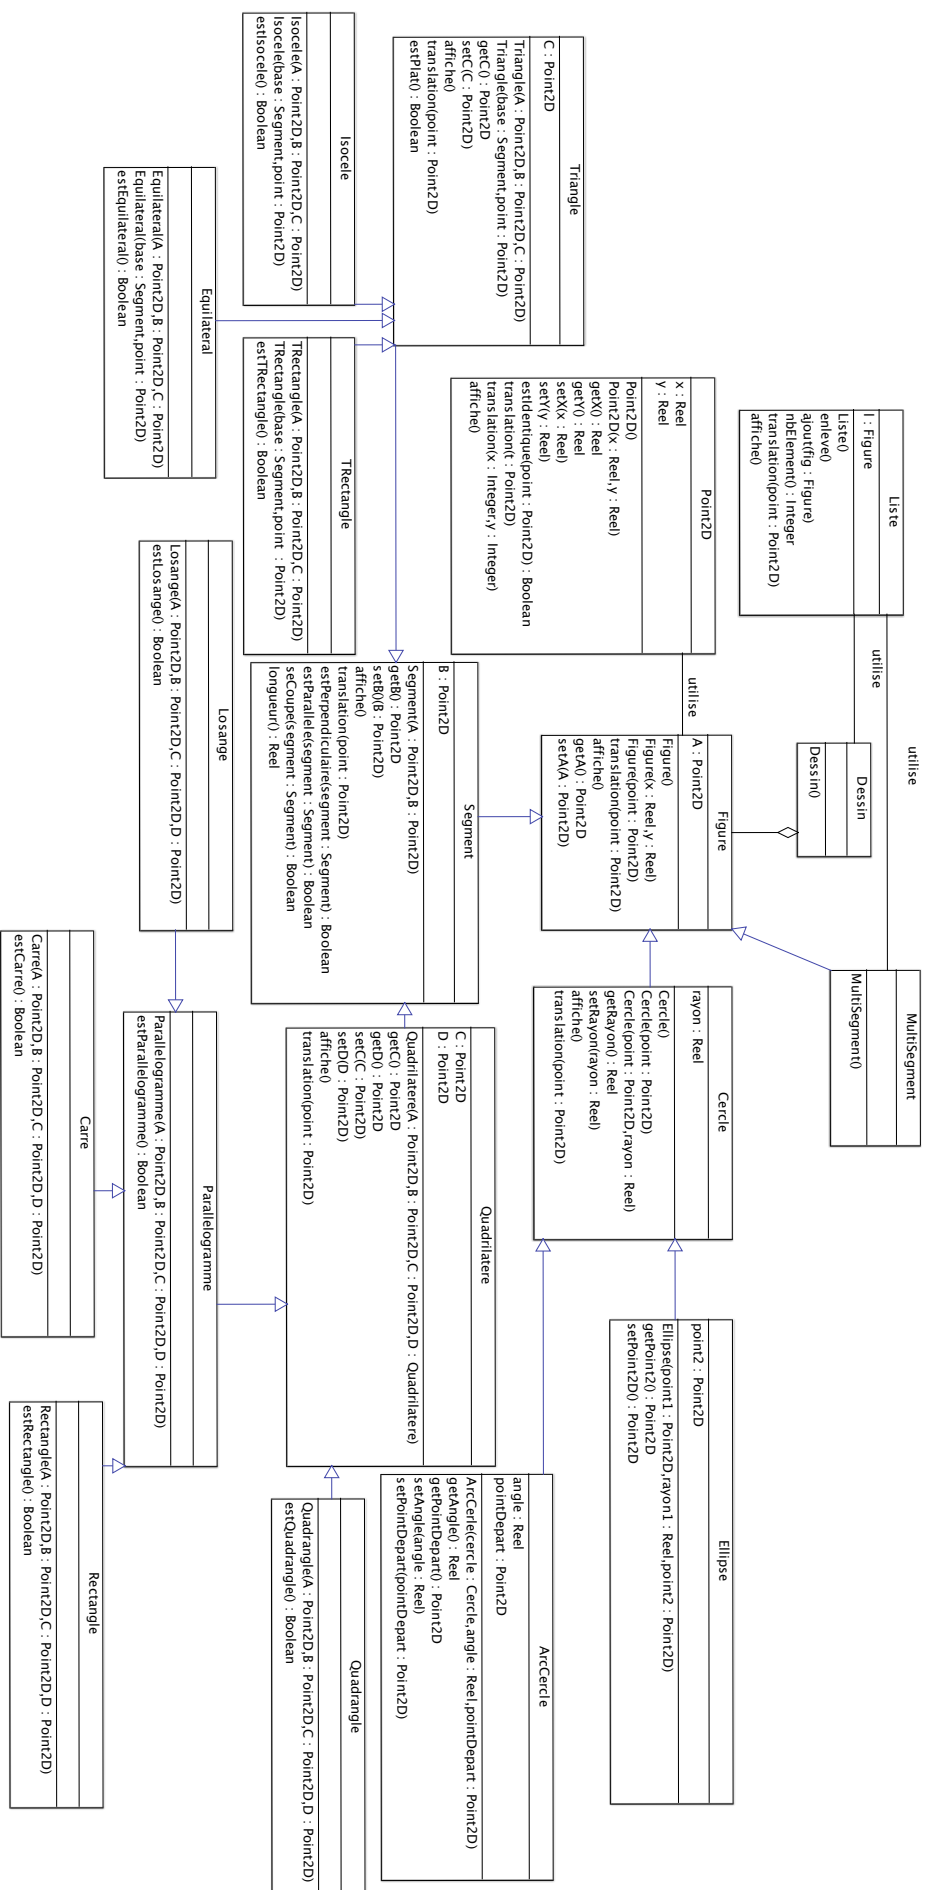 utilise
MultiSegment
MultiSegment()
Liste
l : Figure
Liste()
enleve()
ajout(fig : Figure)
nbElement() : Integer
translation(point : Point2D)
affiche()
utilise
Dessin
Dessin()
Point2D
x : Reel
y : Reel
Point2D()
Point2D(x : Reel,y : Reel)
getX() : Reel
getY() : Reel
setX(x : Reel)
setY(y : Reel)
estIdentique(point : Point2D) : Boolean
translation(t : Point2D)
translation(x : Integer,y : Integer)
affiche()
utilise
Figure
A : Point2D
Figure()
Figure(x : Reel,y : Reel)
Figure(point : Point2D)
translation(point : Point2D)
affiche()
getA() : Point2D
setA(A : Point2D)
Cercle
rayon : Reel
Cercle()
Cercle(point : Point2D)
Cercle(point : Point2D,rayon : Reel)
getRayon() : Reel
setRayon(rayon : Reel)
affiche()
translation(point : Point2D)
Ellipse
point2 : Point2D
Ellipse(point1 : Point2D,rayon1 : Reel,point2 : Point2D)
getPoint2() : Point2D
setPoint2D() : Point2D
Triangle
C : Point2D
Triangle(A : Point2D,B : Point2D,C : Point2D)
Triangle(base : Segment,point : Point2D)
getC() : Point2D
setC(C : Point2D)
affiche()
translation(point : Point2D)
estPlat() : Boolean
Segment
B : Point2D
Segment(A : Point2D,B : Point2D)
getB() : Point2D
setB()(B : Point2D)
affiche()
translation(point : Point2D)
estPerpendiculaire(segment : Segment) : Boolean
estParallele(segment : Segment) : Boolean
seCoupe(segment : Segment) : Boolean
longueur() : Reel
Quadrilatere
C : Point2D
D : Point2D
Quadrilatere(A : Point2D,B : Point2D,C : Point2D,D : Quadrilatere)
getC() : Point2D
getD() : Point2D
setC(C : Point2D)
setD(D : Point2D)
affiche()
translation(point : Point2D)
ArcCercle
angle : Reel
pointDepart : Point2D
ArcCerle(cercle : Cercle,angle : Reel,pointDepart : Point2D)
getAngle() : Reel
getPointDepart() : Point2D
setAngle(angle : Reel)
setPointDepart(pointDepart : Point2D)
Isocele
Isocele(A : Point2D,B : Point2D,C : Point2D)
Isocele(base : Segment,point : Point2D)
estIsocele() : Boolean
TRectangle
TRectangle(A : Point2D,B : Point2D,C : Point2D)
TRectangle(base : Segment,point : Point2D)
estTRectangle() : Boolean
Quadrangle
Quadrangle(A : Point2D,B : Point2D,C : Point2D,D : Point2D)
estQuadrangle() : Boolean
Equilateral
Equilateral(A : Point2D,B : Point2D,C : Point2D)
Equilateral(base : Segment,point : Point2D)
estEquilateral() : Boolean
Losange
Losange(A : Point2D,B : Point2D,C : Point2D,D : Point2D)
estLosange() : Boolean
Parallelogramme
Parallelogramme(A : Point2D,B : Point2D,C : Point2D,D : Point2D)
estParallelogramme() : Boolean
Carre
Carre(A : Point2D,B : Point2D,C : Point2D,D : Point2D)
estCarre() : Boolean
Rectangle
Rectangle(A : Point2D,B : Point2D,C : Point2D,D : Point2D)
estRectangle() : Boolean